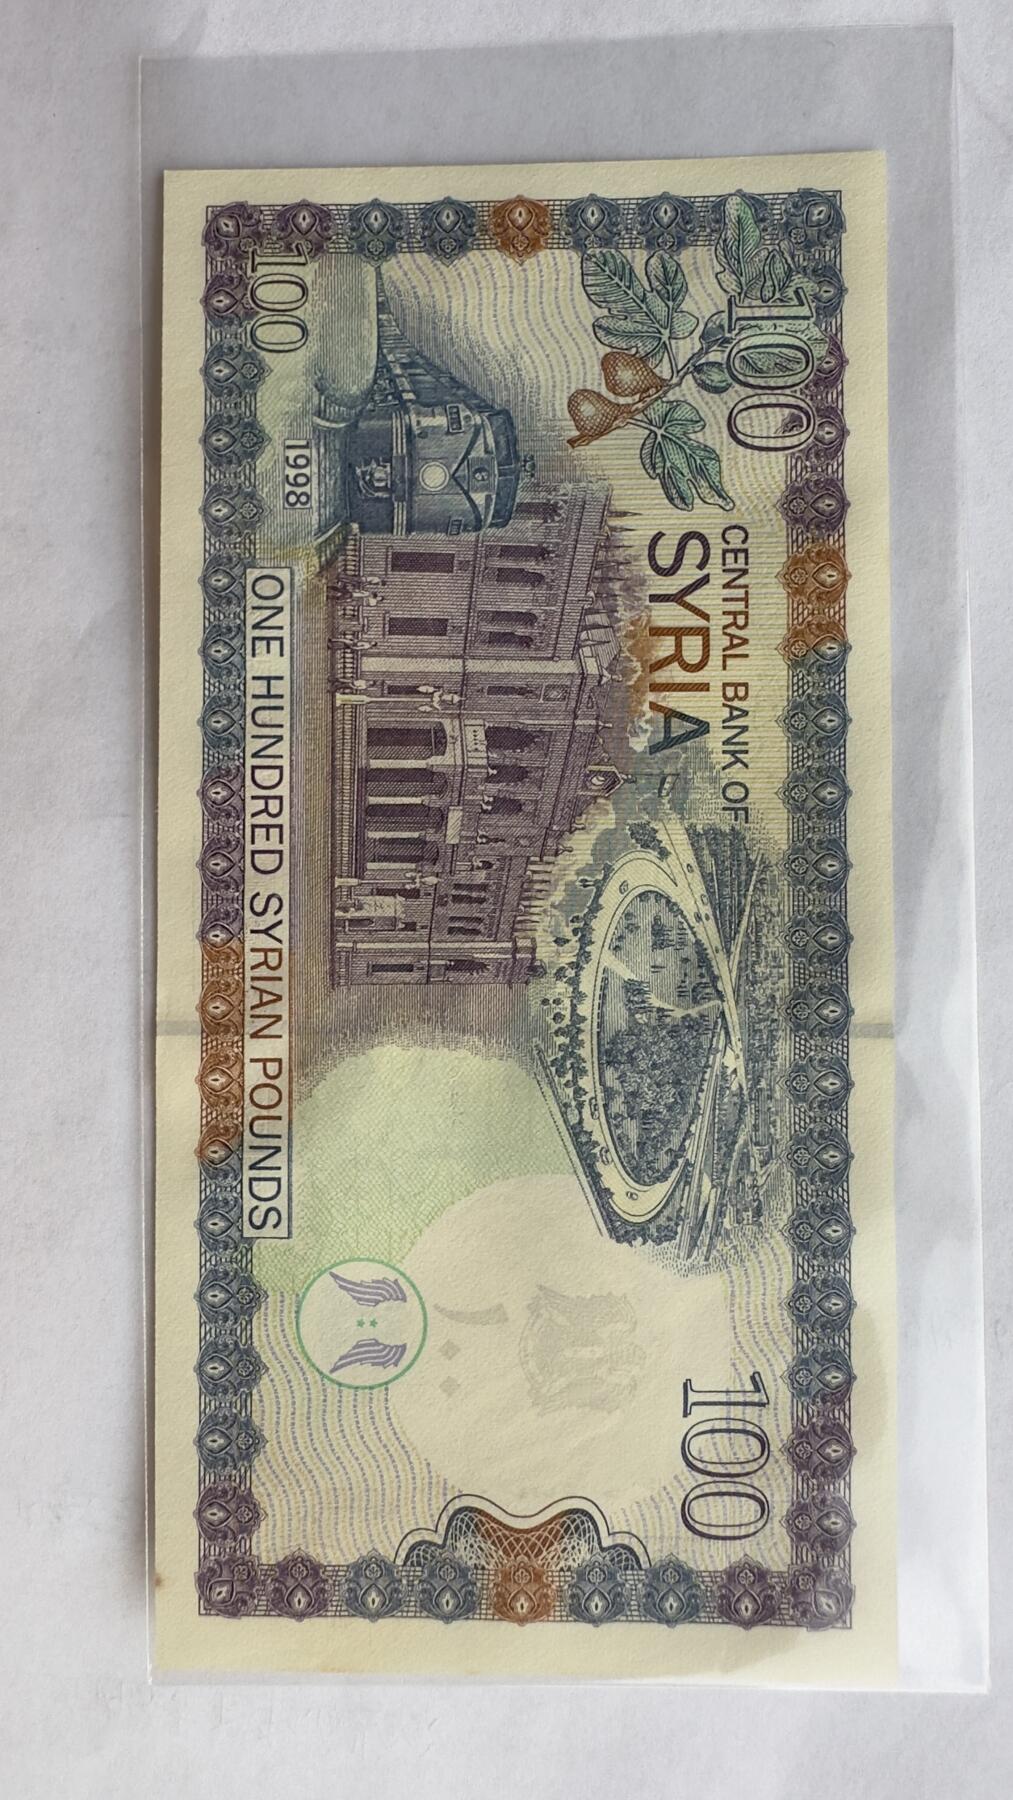 100
CENTRAL BANK OF
SYRIA
100
100
1998
ONE HUNDRED SYRIAN POUNDS